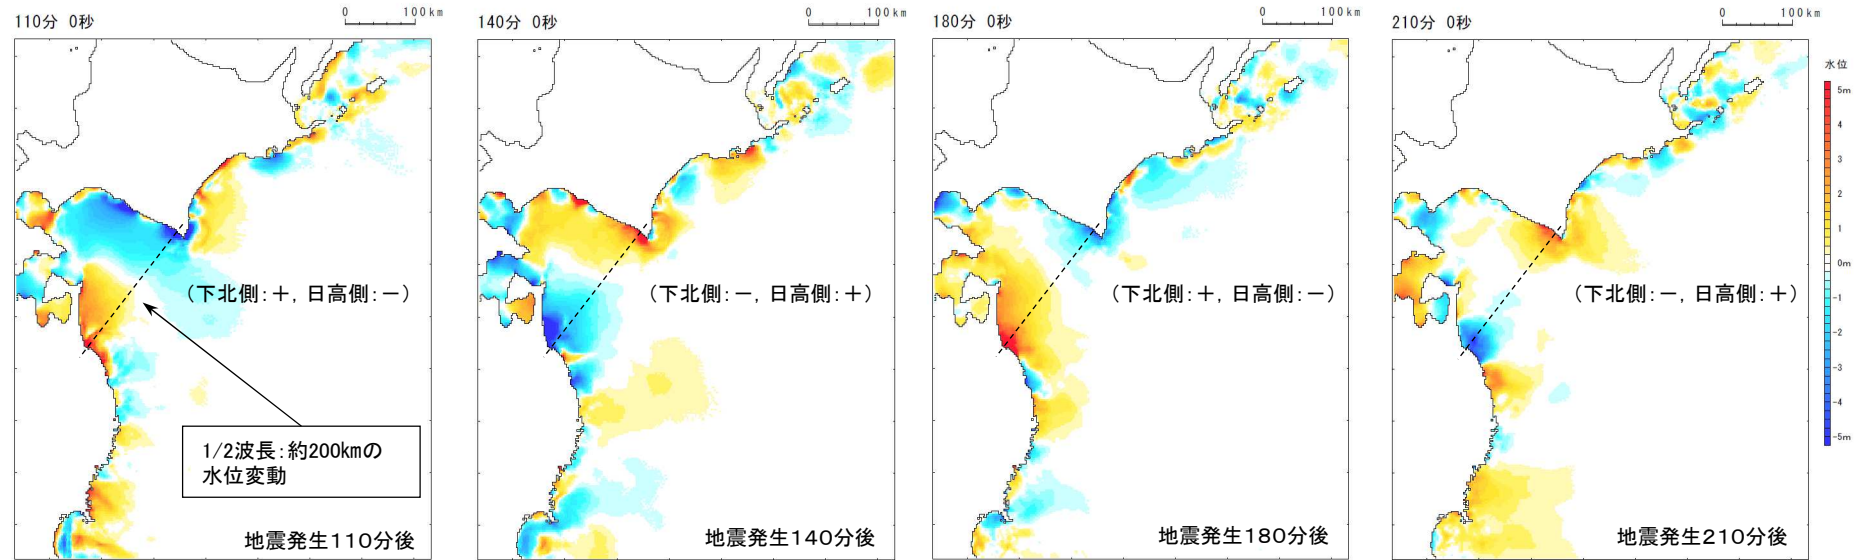 110分 0秒
0 100km
140分 0秒
0 100km
180分 0秒
0 100km
210分 0秒
0 100km
水位
5m
4
3
2
1
0m
-1
-2
-3
-4
-5m
(下北側:+, 日高側:-)
(下北側:-, 日高側:+)
(下北側:+, 日高側:-)
(下北側:-, 日高側:+)
1/2波長:約200kmの
水位変動
地震発生110分後
地震発生140分後
地震発生180分後
地震発生210分後